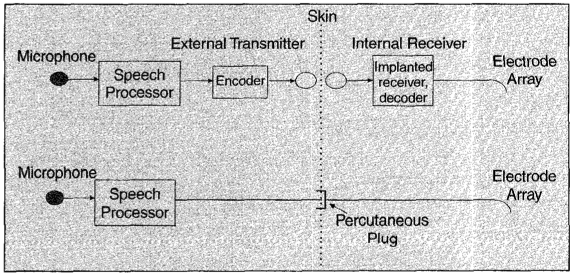 Skin
External Transmitter
Internal Receiver
Microphone
Speech
Processor
Encoder
Implanted
receiver,
decoder
Electrode
Array
Microphone
Speech
Processor
Percutaneous
Plug
Electrode
Array